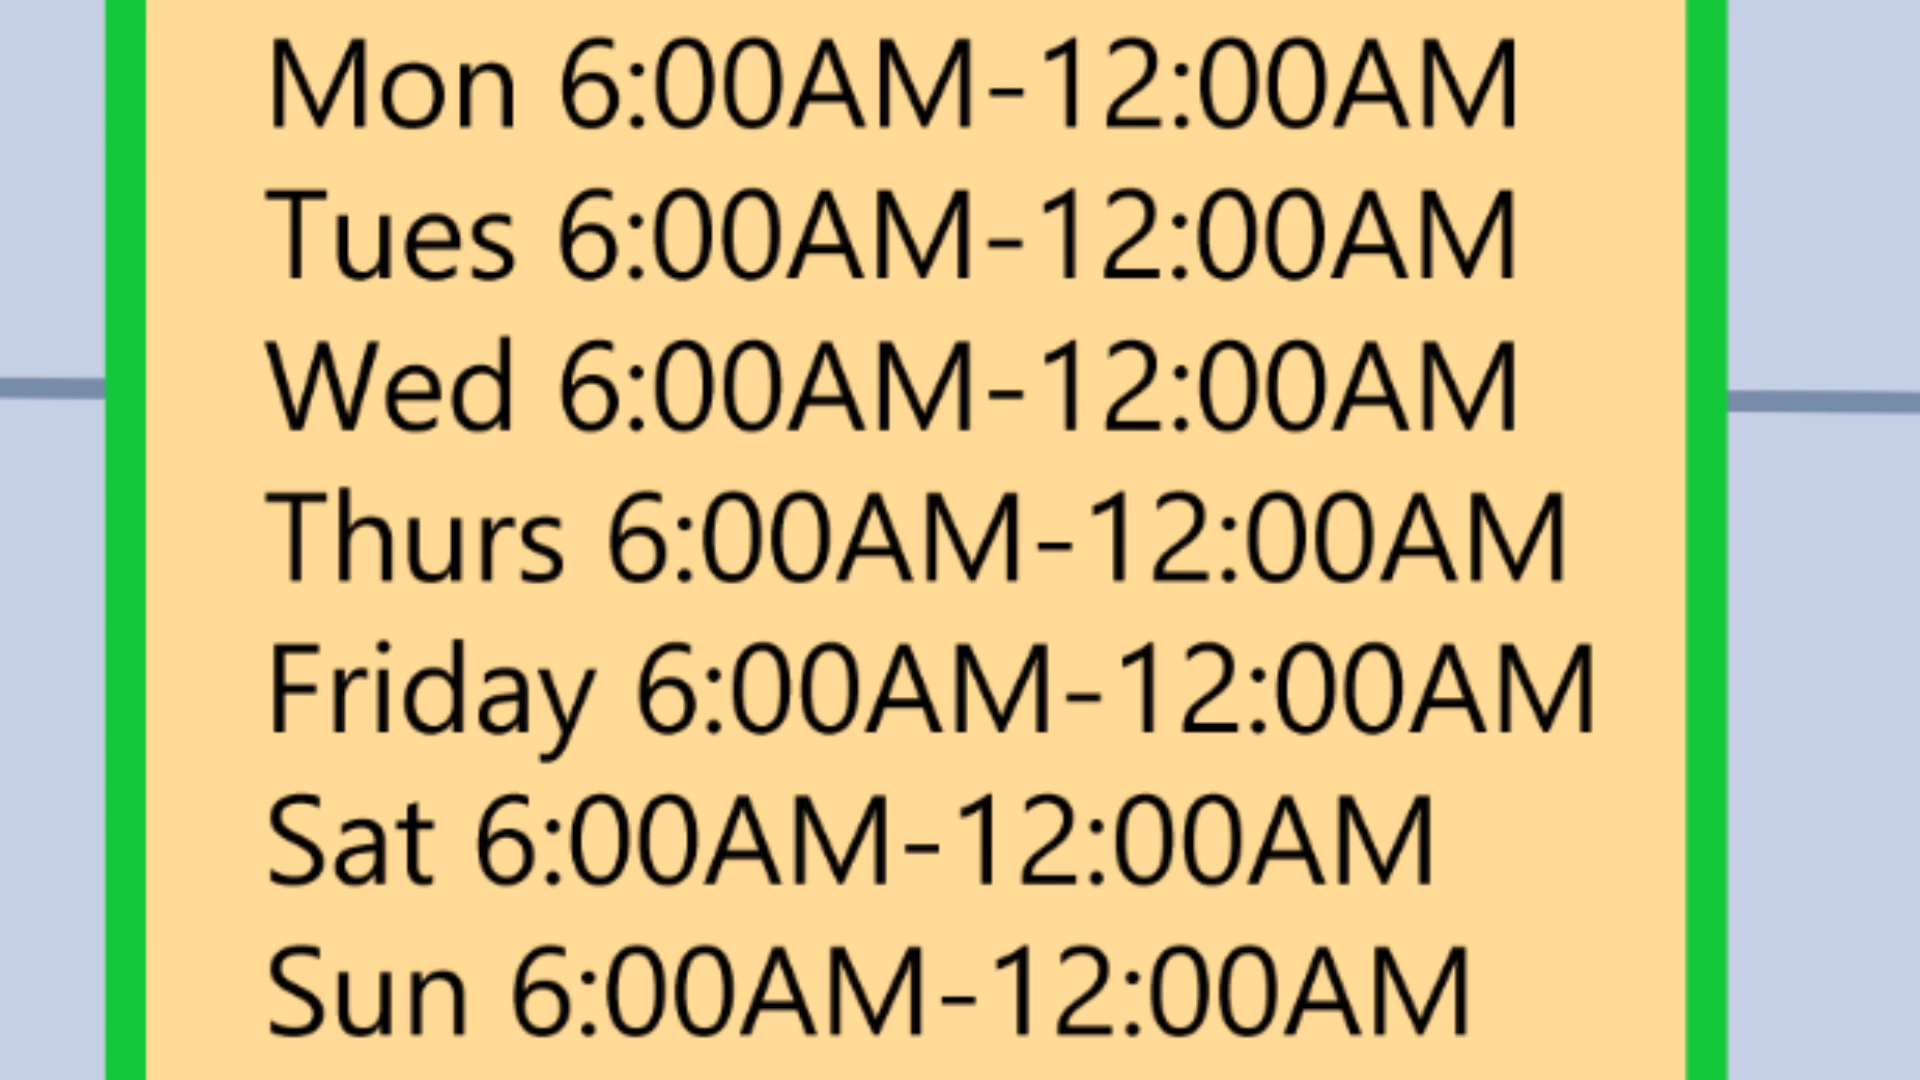 Mon 6:00AM-12:00AM
Tues 6:00AM-12:00AM
Wed 6:00AM-12:00AM
Thurs 6:00AM-12:00AM
Friday 6:00AM-12:00AM
Sat 6:00AM-12:00AM
Sun 6:00AM-12:00AM